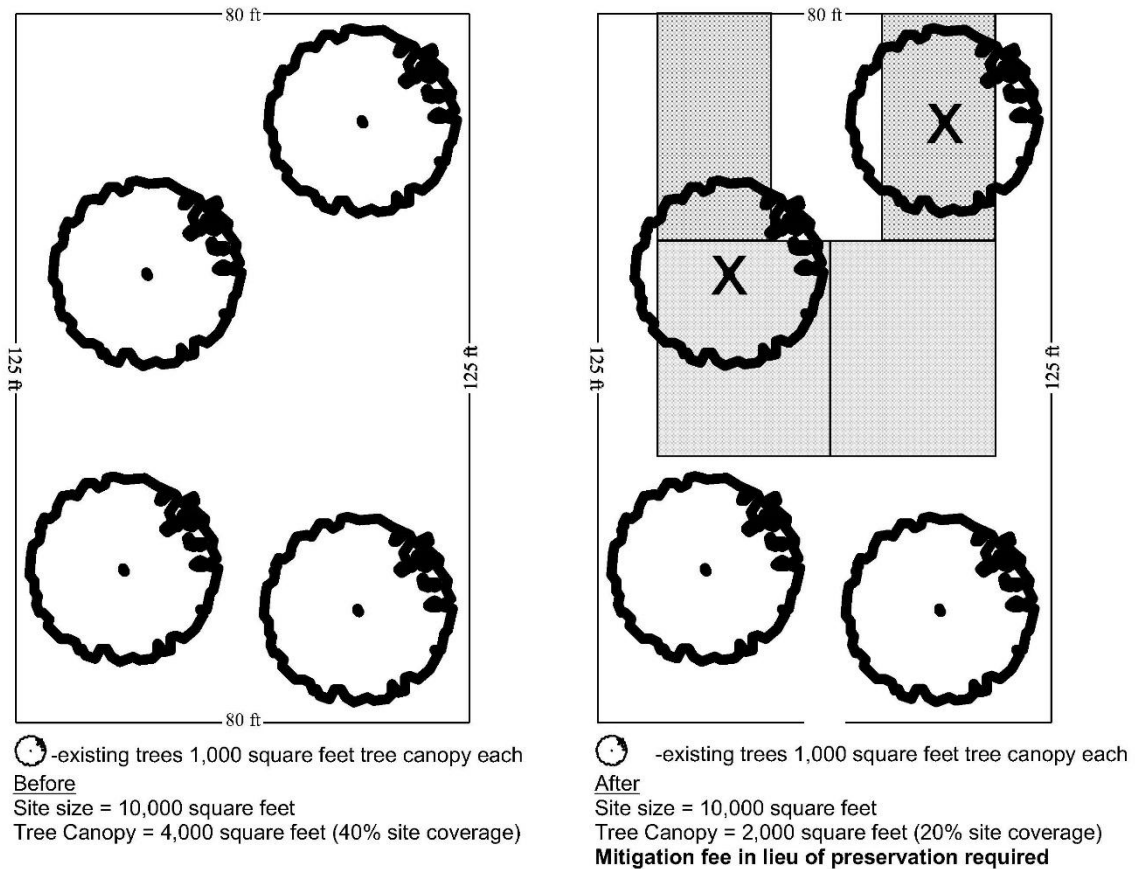 80 ft
125 ft
125 ft
80 ft
-existing trees 1,000 square feet tree canopy each
Before
Site size = 10,000 square feet
Tree Canopy = 4,000 square feet (40% site coverage)
80 ft
X
X
125 ft
125 ft
-existing trees 1,000 square feet tree canopy each
After
Site size = 10,000 square feet
Tree Canopy = 2,000 square feet (20% site coverage)
Mitigation fee in lieu of preservation required